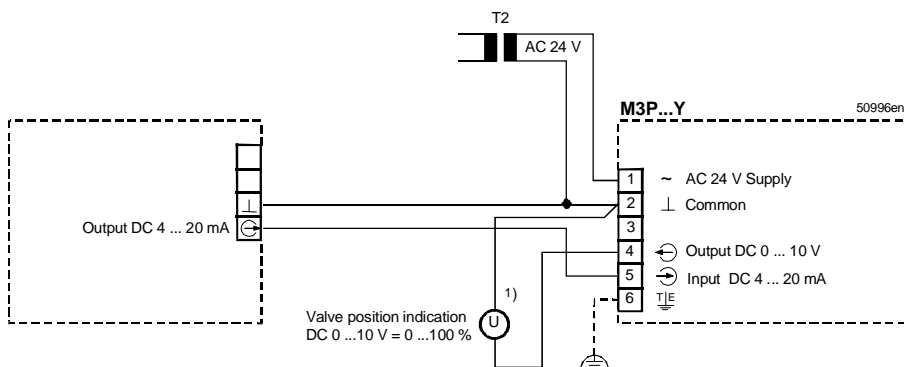 T2
AC 24 V
M3P...Y
50996en
1 ~ AC 24 V Supply
⊥ 2 ⊥ Common
3
Output DC 4 ... 20 mA
4 Output DC 0 ... 10 V
5 Input DC 4 ... 20 mA
6 T E
1)
Valve position indication
DC 0 ...10 V = 0 ...100 %
U